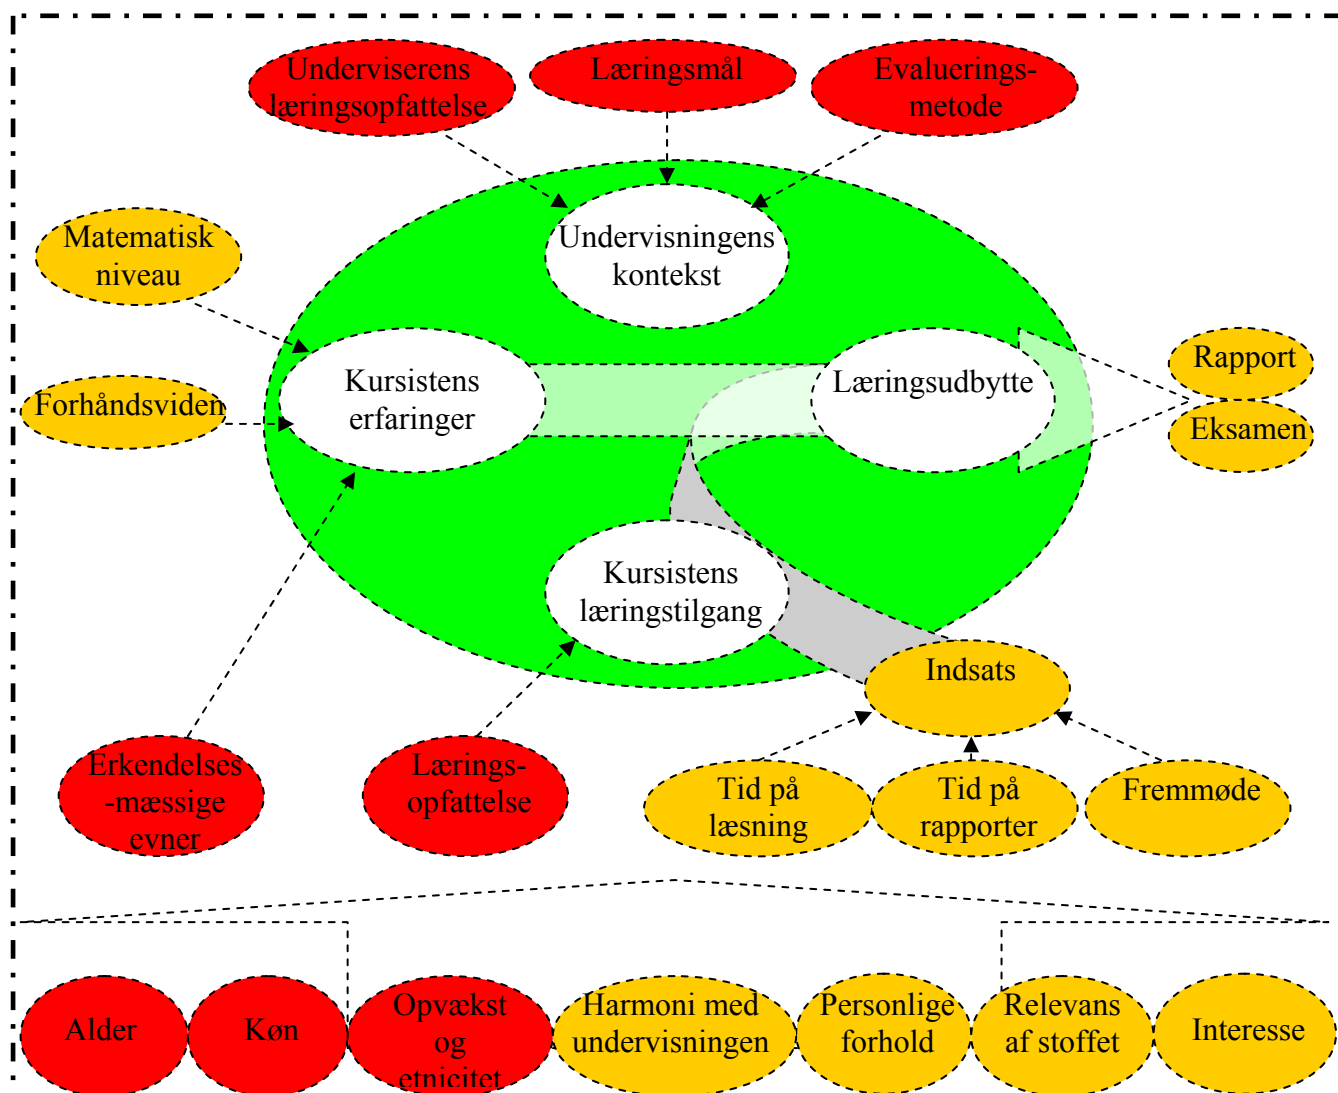 Underviserens
læringsopfattelse
Læringsmål
Evaluerings-
metode
Undervisningens
kontekst
Matematisk
niveau
Forhåndsviden
Kursistens
erfaringer
Læringsudbytte
Rapport
Eksamen
Kursistens
læringstilgang
Indsats
Erkendelses
-mæssige
evner
Lærings-
opfattelse
Tid på
læsning
Tid på
rapporter
Fremmøde
Alder
Køn
Opvækst
og
etnicitet
Harmoni med
undervisningen
Personlige
forhold
Relevans
af stoffet
Interesse